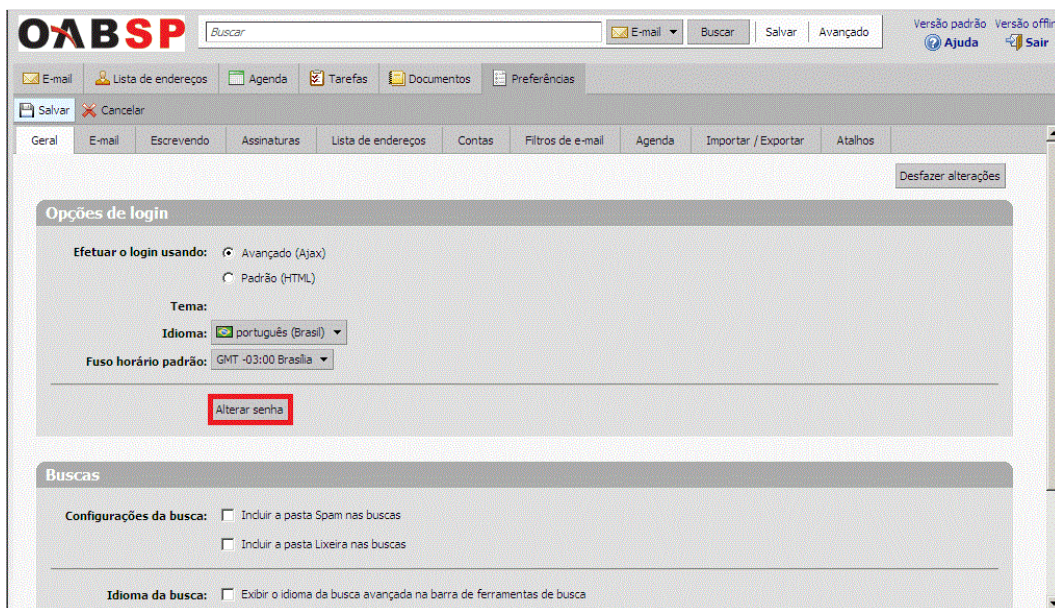 OABSP
Buscar
E-mail
Buscar
Salvar
Avançado
Versão padrão
Versão offlin
Ajuda
Sair
E-mail
Lista de endereços
Agenda
Tarefas
Documentos
Preferências
Salvar
Cancelar
Geral
E-mail
Escrevendo
Assinaturas
Lista de endereços
Contas
Filtros de e-mail
Agenda
Importar / Exportar
Atalhos
Desfazer alterações
Opções de login
Efetuar o login usando:
Avançado (Ajax)
Padrão (HTML)
Tema:
Idioma:
português (Brasil)
Fuso horário padrão:
GMT -03:00 Brasília
Alterar senha
Buscas
Configurações da busca:
Incluir a pasta Spam nas buscas
Incluir a pasta Lixeira nas buscas
Idioma da busca:
Exibir o idioma da busca avançada na barra de ferramentas de busca